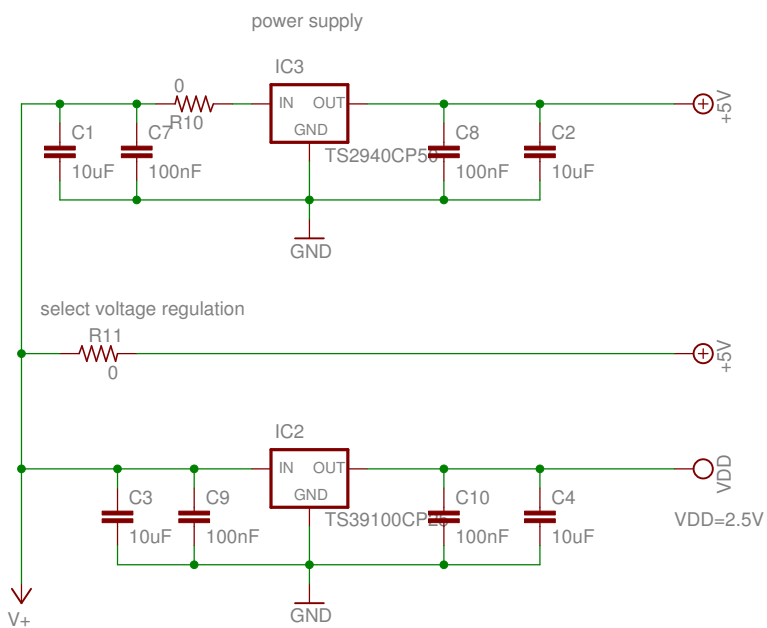 power supply
IC3
0
R10
IN OUT
GND
TS2940CP50
C1
10uF
C7
100nF
C8
100nF
C2
10uF
+5V
GND
select voltage regulation
R11
0
+5V
IC2
IN OUT
GND
TS39100CP25
C3
10uF
C9
100nF
C10
100nF
C4
10uF
VDD
VDD=2.5V
GND
V+